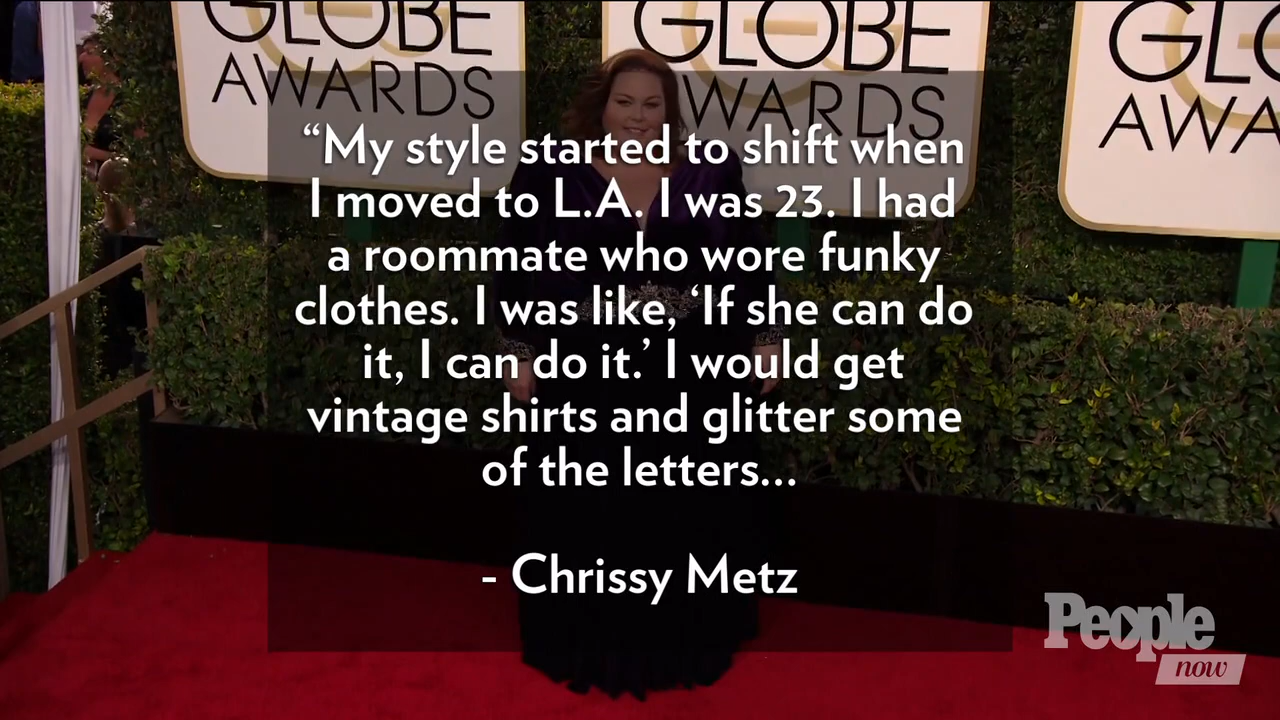 GLOBE
AWARDS
GLOBE
AWARDS
GLO
AWA
“My style started to shift when
I moved to L.A. I was 23. I had
a roommate who wore funky
clothes. I was like, ‘If she can do
it, I can do it.’ I would get
vintage shirts and glitter some
of the letters...
- Chrissy Metz
People
now